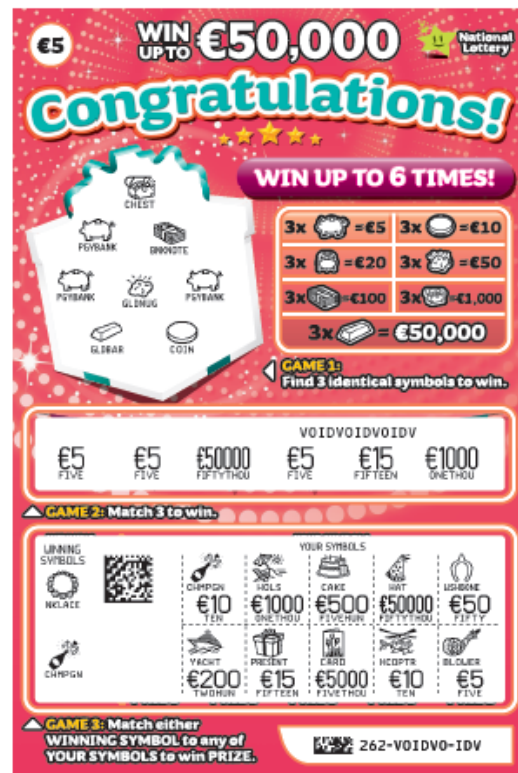 €5
WIN UP TO €50,000
National Lottery
Congratulations!
WIN UP TO 6 TIMES!
CHEST
PGYBANK BNKNOTE
PGYBANK GLDNUG PGYBANK
GLDBAR COIN
3x =€5 3x =€10
3x =€20 3x =€50
3x =€100 3x =€1,000
3x = €50,000
GAME 1:
Find 3 identical symbols to win.
VOIDVOIDVOIDV
€5 €5 €50000 €5 €15 €1000
FIVE FIVE FIFTYTHOU FIVE FIFTEEN ONETHOU
GAME 2: Match 3 to win.
WNNING SYMBOLS
YOUR SYMBOLS
NKLACE
CHMPGN HOLS CAKE HAT WSHBONE
€10 €1000 €500 €50000 €50
TEN ONETHOU FIVEHUN FIFTYTHOU FIFTY
CHMPGN
YACHT PRESENT CARD HCOPTR BLOWER
€200 €15 €5000 €10 €5
TWOHUN FIFTEEN FIVETHOU TEN FIVE
GAME 3: Match either
WINNING SYMBOL to any of
YOUR SYMBOLS to win PRIZE.
262-VOIDVO-IDV